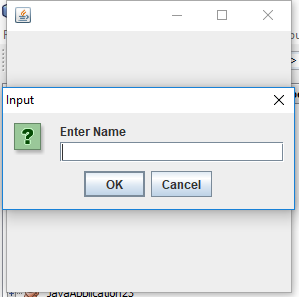 Input
Enter Name
OK
Cancel
JavaApplication23